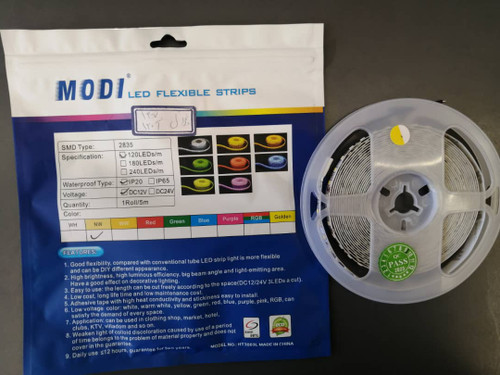 MODI® LED FLEXIBLE STRIPS
SMD Type: 2835
Specification: 120LEDs/m
180LEDs/m
240LEDs/m
Waterproof Type: IP20 IP65
Voltage: DC12V DC24V
Quantity: 1Roll/5m
Color:
WH WW Red Green Blue Purple RGB Golden
FEATURES:
1. Good flexibility, compared with conventional tube LED strip light is more flexible
and can be DIY different appearance.
2. High brightness, high luminous efficiency, big beam angle and light-emitting area.
Have a good effect on decorative lighting.
3. Easy to use: the length can be cut freely according to the space(DC12/24V 3LEDs a cut).
4. Low cost, long life time and low maintenance cost.
5. Adhesive tape with high heat conductivity and stickiness easy to install.
6. Low voltage: color: white, warm white, yellow, green, red, blue, purple, pink, RGB, can
satisfy the demand of every space.
7. Application: can be used in clothing shop, market, hotel,
clubs, KTV, villadom and so on.
8. Weaken light or colloid discoloration caused by use of a period
of time belongs to problem of material property and does not
cover in the guarantee.
9. Daily use ≤12 hours, guarantee for two years.
MADE IN CHINA
PASS